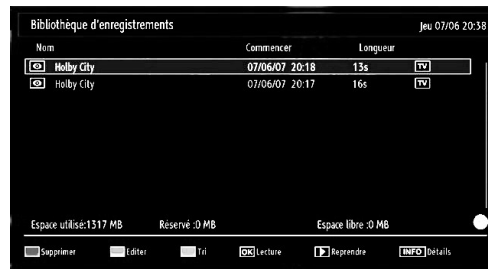 Bibliothèque d'enregistrements Jeu 07/06 20:38
Nom Commencer Longueur
Holby City 07/06/07 20:18 13s TV
Holby City 07/06/07 20:17 16s TV
Espace utilisé:1317 MB Réservé :0 MB Espace libre :0 MB
Supprimer Editer Tri OK Lecture Reprendre INFO Détails